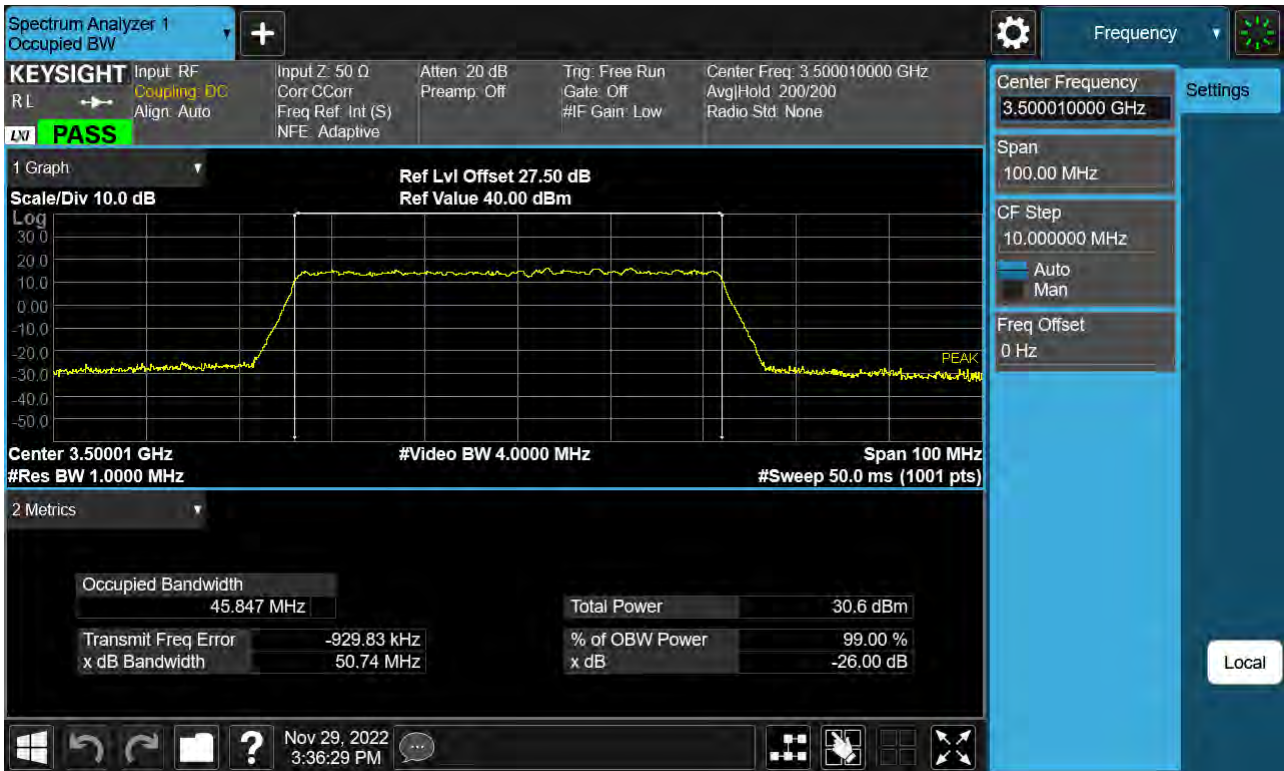 Spectrum Analyzer 1
Occupied BW
Frequency
KEYSIGHT
RL
LXI
PASS
Input: RF
Coupling: DC
Align: Auto
Input Z: 50 Ω
Corr CCorr
Freq Ref: Int (S)
NFE: Adaptive
Atten: 20 dB
Preamp: Off
Trig: Free Run
Gate: Off
#IF Gain: Low
Center Freq: 3.500010000 GHz
Avg|Hold: 200/200
Radio Std: None
Center Frequency
3.500010000 GHz
Settings
Span
100.00 MHz
CF Step
10.000000 MHz
Auto
Man
Freq Offset
0 Hz
Local
1 Graph
Scale/Div 10.0 dB
Ref Lvl Offset 27.50 dB
Ref Value 40.00 dBm
Log
30.0
20.0
10.0
0.00
-10.0
-20.0
-30.0
-40.0
-50.0
PEAK
Center 3.50001 GHz
#Video BW 4.0000 MHz
Span 100 MHz
#Res BW 1.0000 MHz
#Sweep 50.0 ms (1001 pts)
2 Metrics
Occupied Bandwidth
45.847 MHz
Total Power 30.6 dBm
Transmit Freq Error -929.83 kHz
% of OBW Power 99.00 %
x dB Bandwidth 50.74 MHz
x dB -26.00 dB
?
Nov 29, 2022
3:36:29 PM